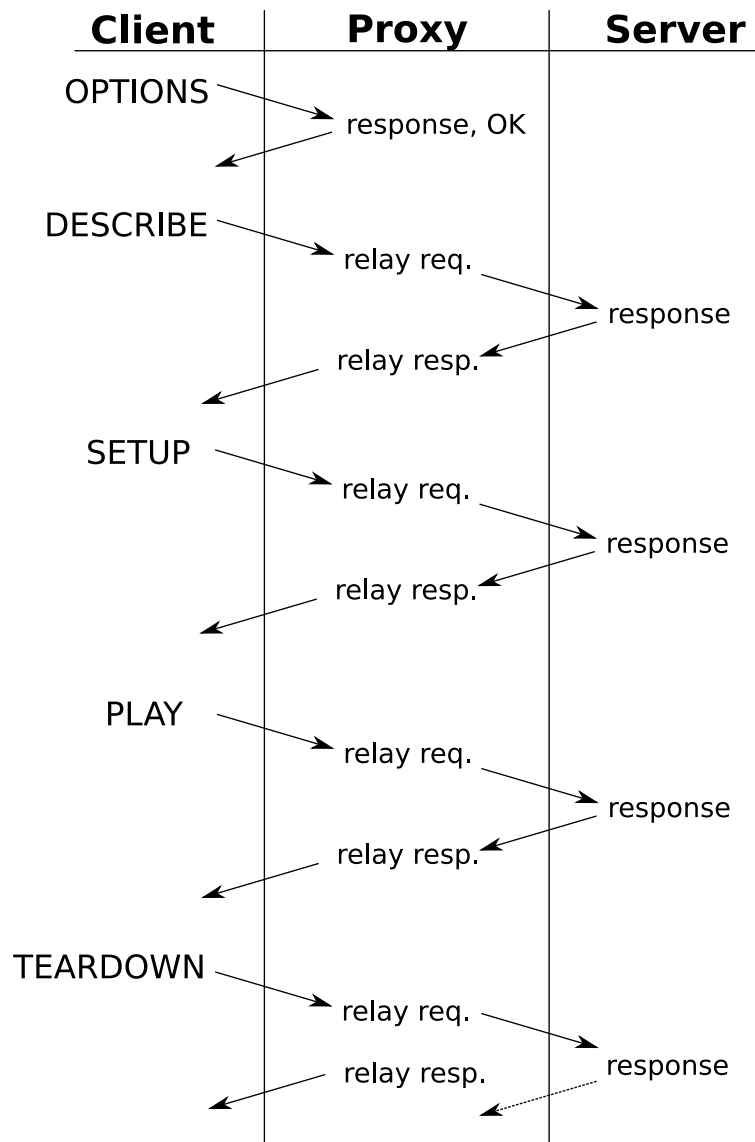 Client Proxy Server
OPTIONS
response, OK
DESCRIBE
relay req.
response
relay resp.
SETUP
relay req.
response
relay resp.
PLAY
relay req.
response
relay resp.
TEARDOWN
relay req.
response
relay resp.